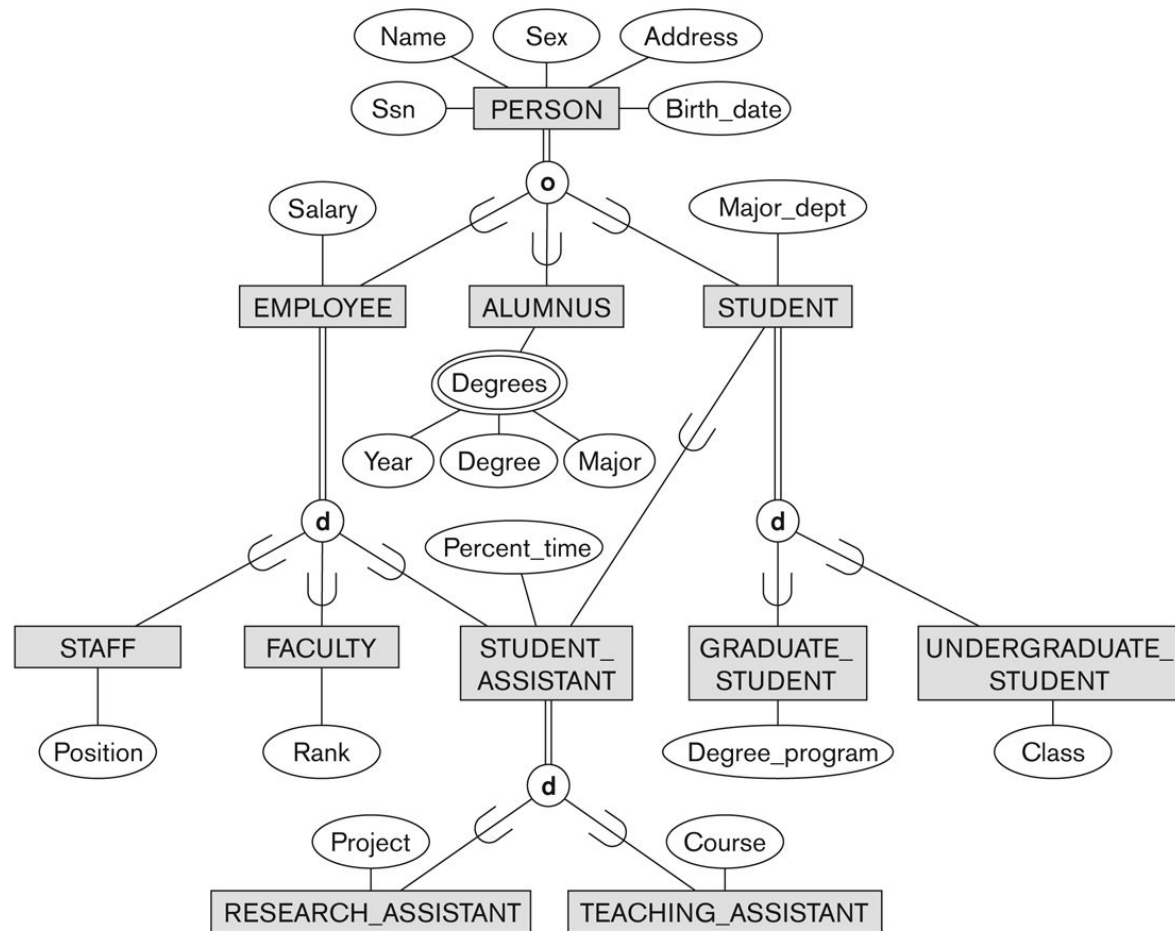 Name
Sex
Address
Ssn
PERSON
Birth_date
o
Salary
Major_dept
EMPLOYEE
ALUMNUS
STUDENT
Degrees
Year
Degree
Major
d
d
Percent_time
STAFF
FACULTY
STUDENT_
ASSISTANT
GRADUATE_
STUDENT
UNDERGRADUATE_
STUDENT
Position
Rank
Degree_program
Class
d
Project
Course
RESEARCH_ASSISTANT
TEACHING_ASSISTANT